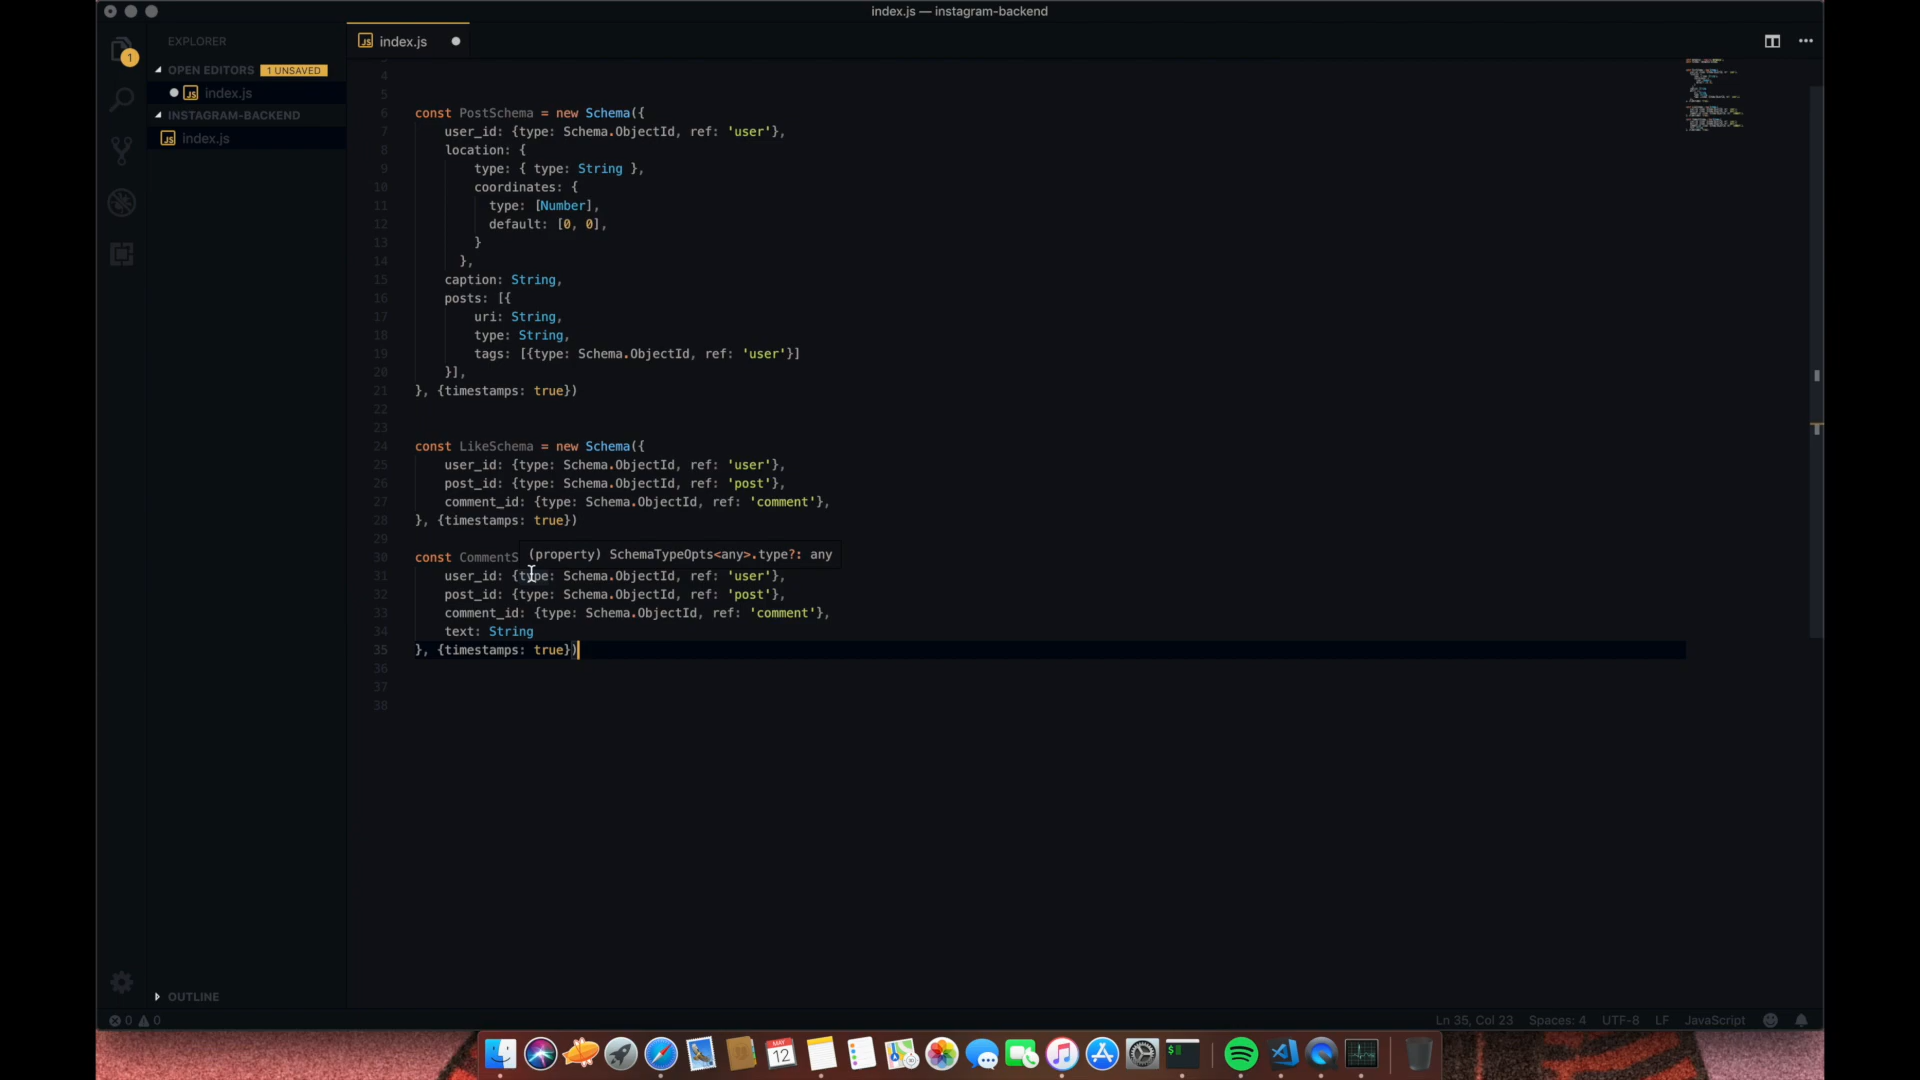 index.js — instagram-backend
EXPLORER
OPEN EDITORS 1 UNSAVED
index.js
INSTAGRAM-BACKEND
index.js
1
index.js
4
5
6 const PostSchema = new Schema({
7 user_id: {type: Schema.ObjectId, ref: 'user'},
8 location: {
9 type: { type: String },
10 coordinates: {
11 type: [Number],
12 default: [0, 0],
13 }
14 },
15 caption: String,
16 posts: [{
17 uri: String,
18 type: String,
19 tags: [{type: Schema.ObjectId, ref: 'user'}]
20 }],
21 }, {timestamps: true})
22
23
24 const LikeSchema = new Schema({
25 user_id: {type: Schema.ObjectId, ref: 'user'},
26 post_id: {type: Schema.ObjectId, ref: 'post'},
27 comment_id: {type: Schema.ObjectId, ref: 'comment'},
28 }, {timestamps: true})
29
30 const CommentS
(property) SchemaTypeOpts<any>.type?: any
31 user_id: {type: Schema.ObjectId, ref: 'user'},
32 post_id: {type: Schema.ObjectId, ref: 'post'},
33 comment_id: {type: Schema.ObjectId, ref: 'comment'},
34 text: String
35 }, {timestamps: true})
36
37
38
OUTLINE
0 0
Ln 35, Col 23 Spaces: 4 UTF-8 LF JavaScript
MAY
12